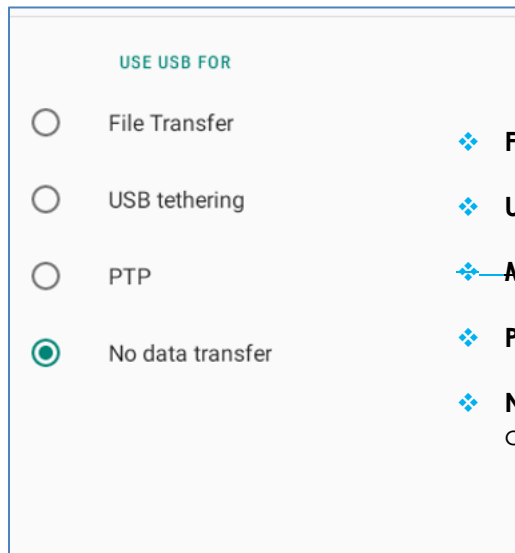 USE USB FOR
File Transfer
USB tethering
PTP
No data transfer